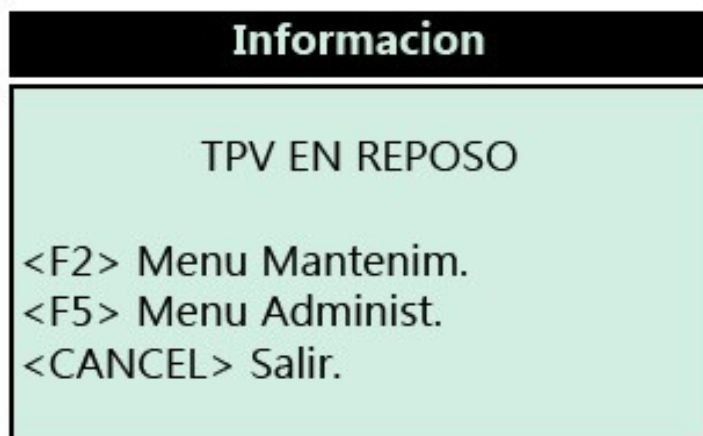 Informacion
TPV EN REPOSO
<F2> Menu Mantenim.
<F5> Menu Administ.
<CANCEL> Salir.